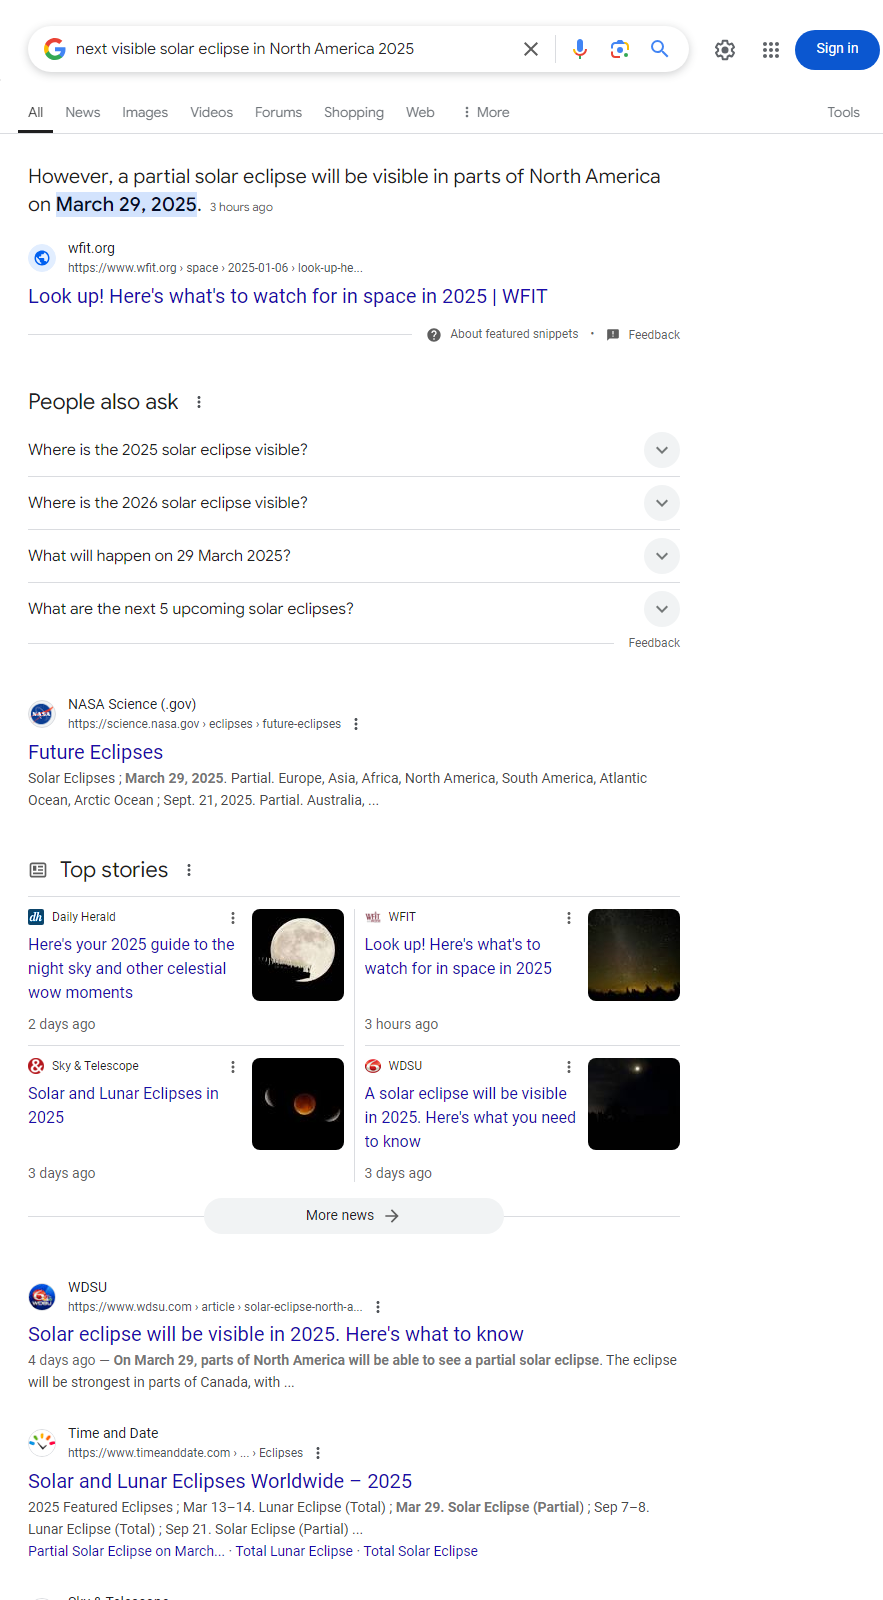 next visible solar eclipse in North America 2025
Sign in
All News Images Videos Forums Shopping Web More Tools
However, a partial solar eclipse will be visible in parts of North America
on March 29, 2025. 3 hours ago
wfit.org
https://www.wfit.org › space › 2025-01-06 › look-up-he...
Look up! Here's what's to watch for in space in 2025 | WFIT
About featured snippets • Feedback
People also ask
Where is the 2025 solar eclipse visible?
Where is the 2026 solar eclipse visible?
What will happen on 29 March 2025?
What are the next 5 upcoming solar eclipses?
Feedback
NASA
NASA Science (.gov)
https://science.nasa.gov › eclipses › future-eclipses
Future Eclipses
Solar Eclipses ; March 29, 2025. Partial. Europe, Asia, Africa, North America, South America, Atlantic
Ocean, Arctic Ocean ; Sept. 21, 2025. Partial. Australia, ...
Top stories
dh Daily Herald
Here's your 2025 guide to the
night sky and other celestial
wow moments
2 days ago
wfit WFIT
Look up! Here's what's to
watch for in space in 2025
3 hours ago
& Sky & Telescope
Solar and Lunar Eclipses in
2025
3 days ago
6 WDSU
A solar eclipse will be visible
in 2025. Here's what you need
to know
3 days ago
More news
6 WDSU
WDSU
https://www.wdsu.com › article › solar-eclipse-north-a...
Solar eclipse will be visible in 2025. Here's what to know
4 days ago — On March 29, parts of North America will be able to see a partial solar eclipse. The eclipse
will be strongest in parts of Canada, with ...
Time and Date
https://www.timeanddate.com › ... › Eclipses
Solar and Lunar Eclipses Worldwide – 2025
2025 Featured Eclipses ; Mar 13–14. Lunar Eclipse (Total) ; Mar 29. Solar Eclipse (Partial) ; Sep 7–8.
Lunar Eclipse (Total) ; Sep 21. Solar Eclipse (Partial) ...
Partial Solar Eclipse on March... · Total Lunar Eclipse · Total Solar Eclipse